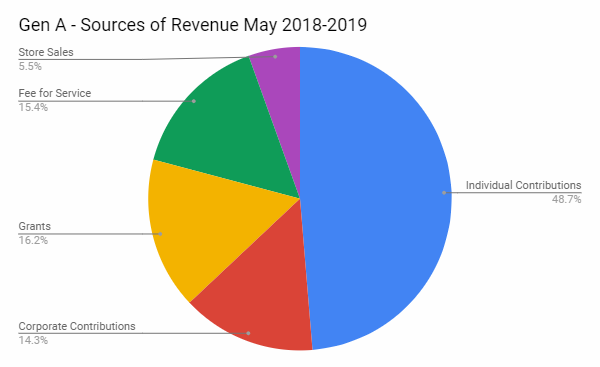 Gen A - Sources of Revenue May 2018-2019
Store Sales
5.5%
Fee for Service
15.4%
Individual Contributions
48.7%
Grants
16.2%
Corporate Contributions
14.3%